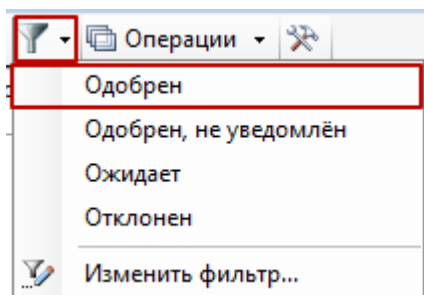 Операции
Одобрен
Одобрен, не уведомлён
Ожидает
Отклонен
Изменить фильтр...